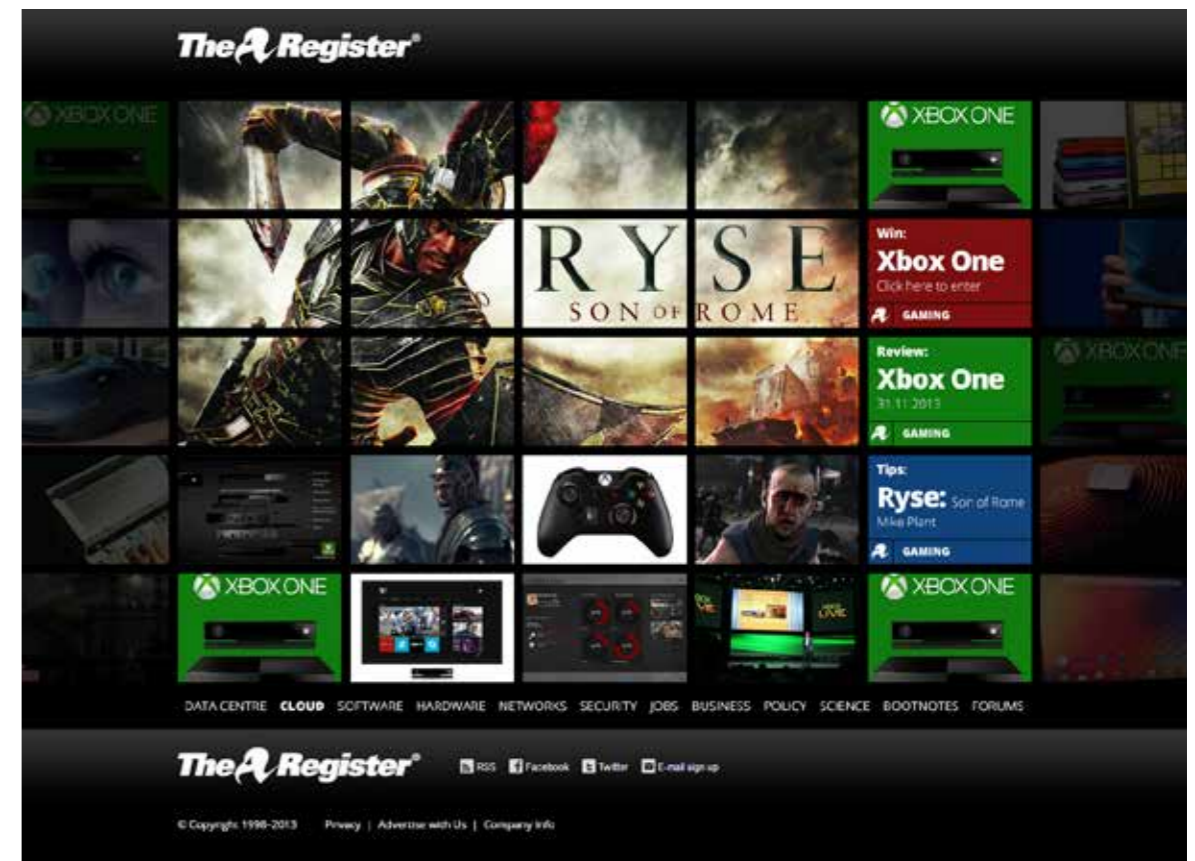 The Register®
XBOX ONE
XBOX ONE
Win:
Xbox One
Click here to enter
GAMING
RYSE
SON OF ROME
Review:
Xbox One
31.11.2013
GAMING
XBOX ONE
Tips:
Ryse: Son of Rome
Mike Plant
GAMING
XBOX ONE
XBOX ONE
DATA CENTRE CLOUD SOFTWARE HARDWARE NETWORKS SECURITY JOBS BUSINESS POLICY SCIENCE BOOTNOTES FORUMS
The Register®
RSS Facebook Twitter E-mail sign up
© Copyright 1998-2013 Privacy | Advertise with Us | Company Info